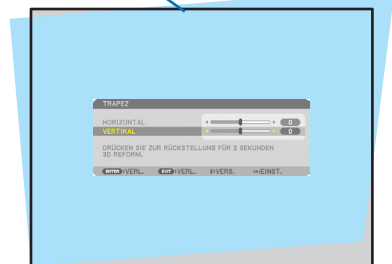 TRAPEZ
HORIZONTAL 0
VERTIKAL 0
DRÜCKEN SIE ZUR RÜCKSTELLUNG FÜR 2 SEKUNDEN
3D REFORM.
ENTER :VERL. EXIT :VERL. ↕:VERS. ↔:EINST.